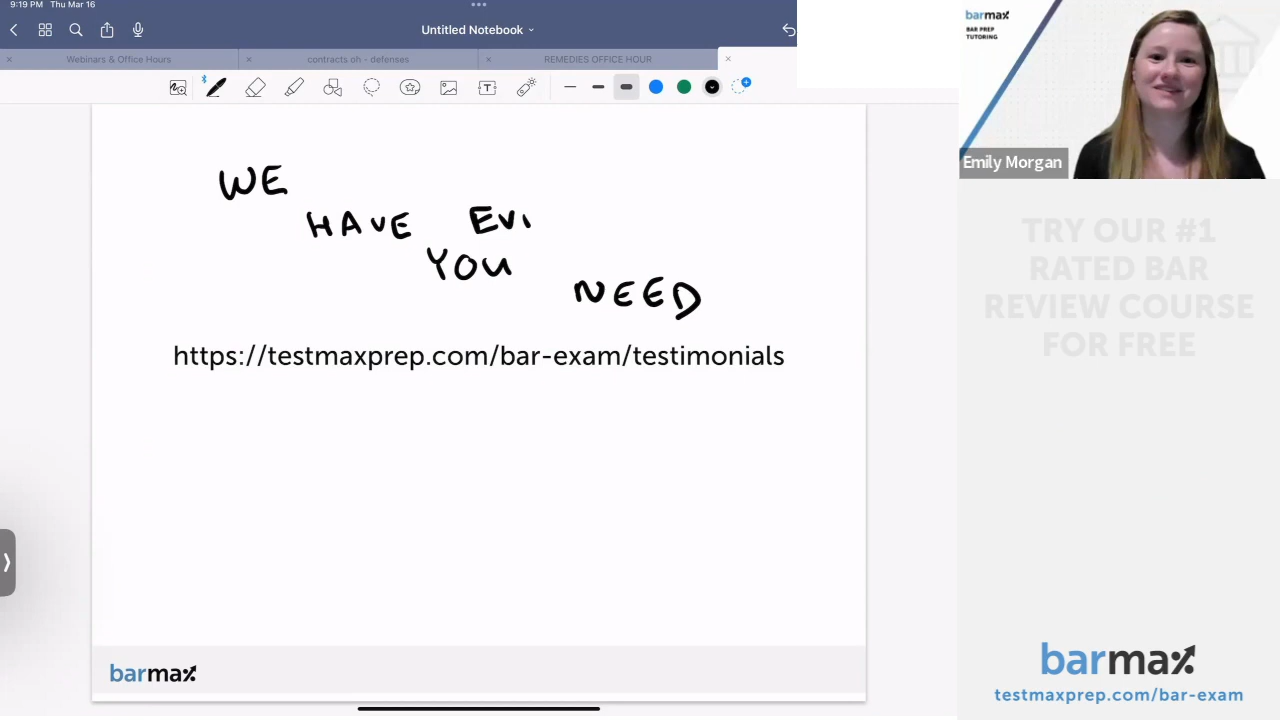 9:19 PM Thu Mar 16
Untitled Notebook
Webinars & Office Hours
contracts oh - defenses
REMEDIES OFFICE HOUR
WE
HAVE EVI
YOU
NEED
https://testmaxprep.com/bar-exam/testimonials
barmax
barmax
BAR PREP
TUTORING
Emily Morgan
TRY OUR #1
RATED BAR
REVIEW COURSE
FOR FREE
barmax
testmaxprep.com/bar-exam